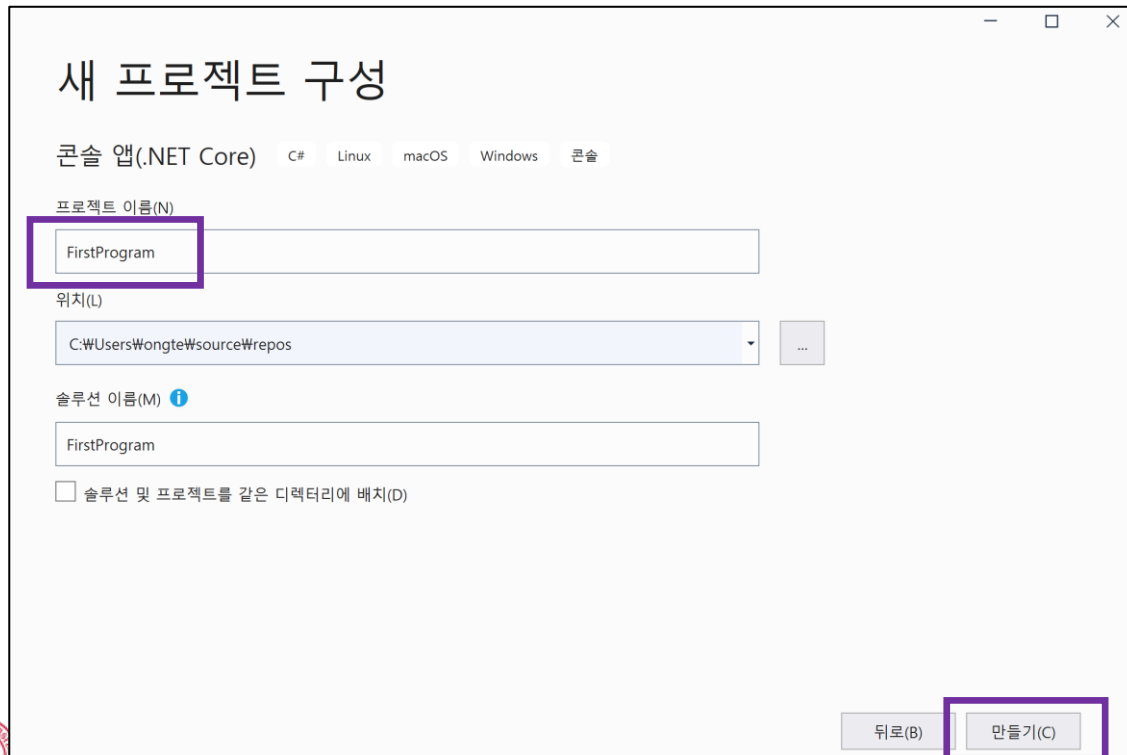 새 프로젝트 구성
콘솔 앱(.NET Core) C# Linux macOS Windows 콘솔
프로젝트 이름(N)
FirstProgram
위치(L)
C:₩Users₩ongte₩source₩repos
...
솔루션 이름(M)
FirstProgram
솔루션 및 프로젝트를 같은 디렉터리에 배치(D)
뒤로(B) 만들기(C)